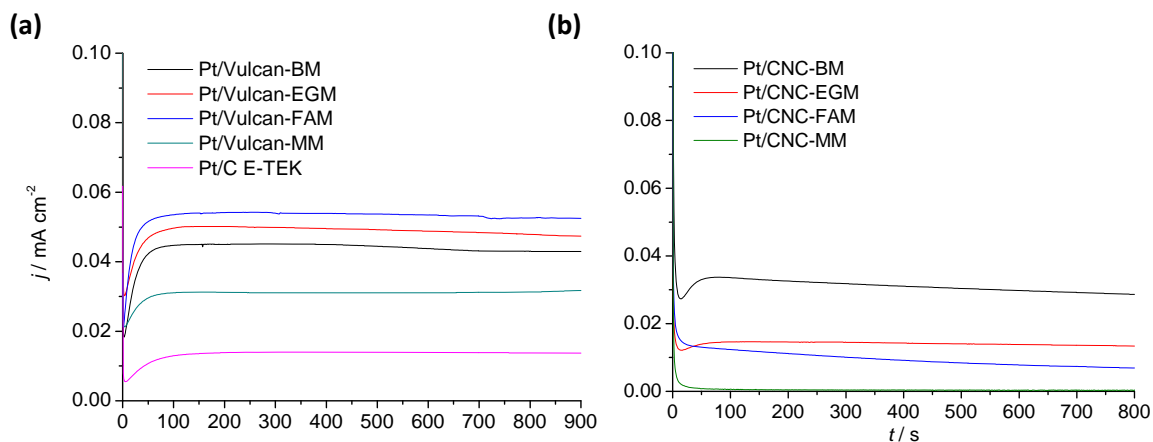 (a)
0.10
0.08
0.06
0.04
0.02
0.00
j / mA cm-2
Pt/Vulcan-BM
Pt/Vulcan-EGM
Pt/Vulcan-FAM
Pt/Vulcan-MM
Pt/C E-TEK
0 100 200 300 400 500 600 700 800 900
(b)
0.10
0.08
0.06
0.04
0.02
0.00
Pt/CNC-BM
Pt/CNC-EGM
Pt/CNC-FAM
Pt/CNC-MM
0 100 200 300 400 500 600 700 800
t / s